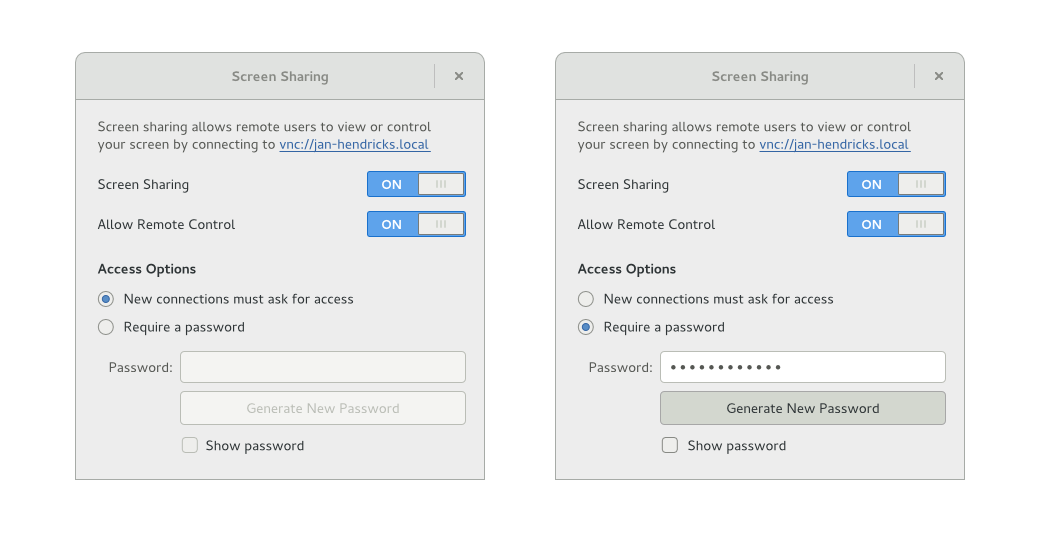 Screen Sharing
Screen sharing allows remote users to view or control
your screen by connecting to vnc://jan-hendricks.local
Screen Sharing ON
Allow Remote Control ON
Access Options
New connections must ask for access
Require a password
Password:
Generate New Password
Show password
Screen Sharing
Screen sharing allows remote users to view or control
your screen by connecting to vnc://jan-hendricks.local
Screen Sharing ON
Allow Remote Control ON
Access Options
New connections must ask for access
Require a password
Password: ••••••••••••
Generate New Password
Show password